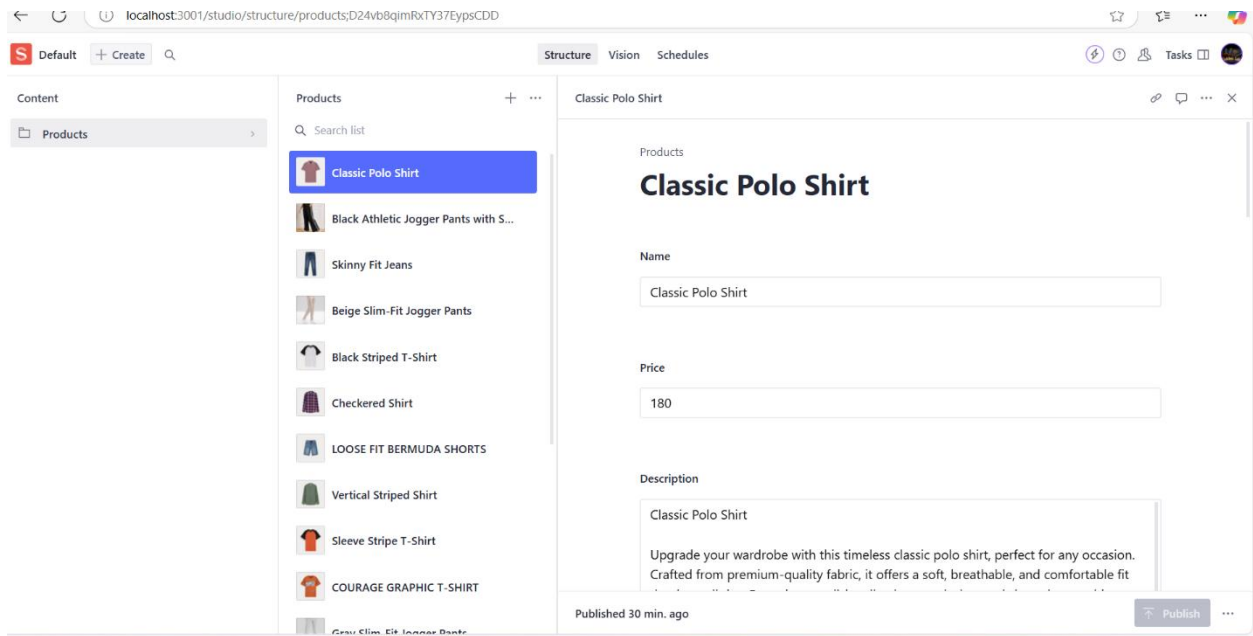 localhost:3001/studio/structure/products;D24vb8qimRxTY37EypsCDD
S Default + Create Structure Vision Schedules Tasks
Content
Products
Products
Search list
Classic Polo Shirt
Black Athletic Jogger Pants with S...
Skinny Fit Jeans
Beige Slim-Fit Jogger Pants
Black Striped T-Shirt
Checkered Shirt
LOOSE FIT BERMUDA SHORTS
Vertical Striped Shirt
Sleeve Stripe T-Shirt
COURAGE GRAPHIC T-SHIRT
Gray Slim-Fit Jogger Pants
Classic Polo Shirt
Products
Classic Polo Shirt
Name
Classic Polo Shirt
Price
180
Description
Classic Polo Shirt
Upgrade your wardrobe with this timeless classic polo shirt, perfect for any occasion.
Crafted from premium-quality fabric, it offers a soft, breathable, and comfortable fit
Published 30 min. ago
Publish